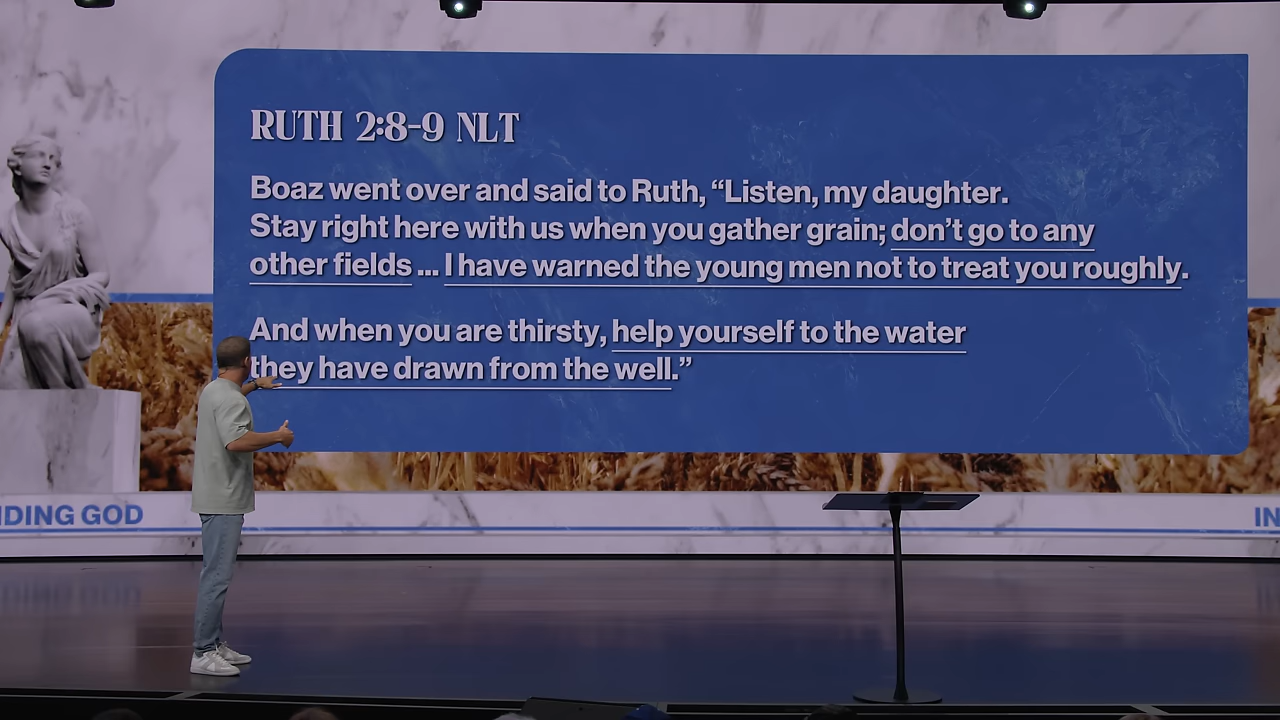 RUTH 2:8-9 NLT
Boaz went over and said to Ruth, “Listen, my daughter.
Stay right here with us when you gather grain; don’t go to any
other fields ... I have warned the young men not to treat you roughly.
And when you are thirsty, help yourself to the water
they have drawn from the well.”
GOD